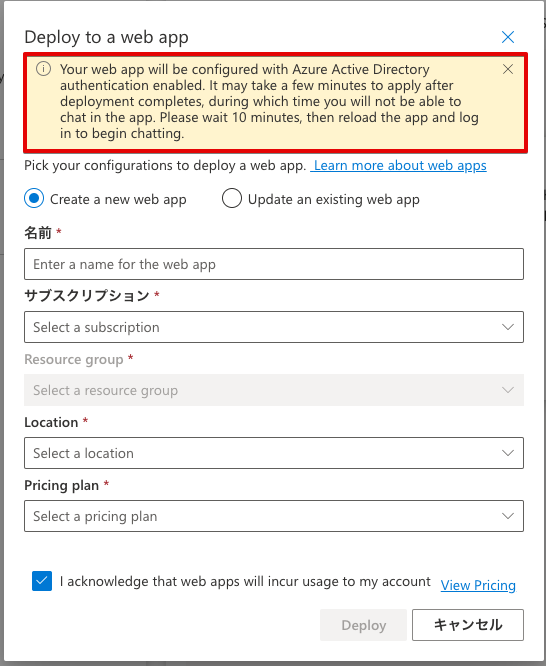 Deploy to a web app
Your web app will be configured with Azure Active Directory
authentication enabled. It may take a few minutes to apply after
deployment completes, during which time you will not be able to
chat in the app. Please wait 10 minutes, then reload the app and log
in to begin chatting.
Pick your configurations to deploy a web app. Learn more about web apps
Create a new web app Update an existing web app
名前 *
Enter a name for the web app
サブスクリプション *
Select a subscription
Resource group *
Select a resource group
Location *
Select a location
Pricing plan *
Select a pricing plan
I acknowledge that web apps will incur usage to my account View Pricing
Deploy キャンセル